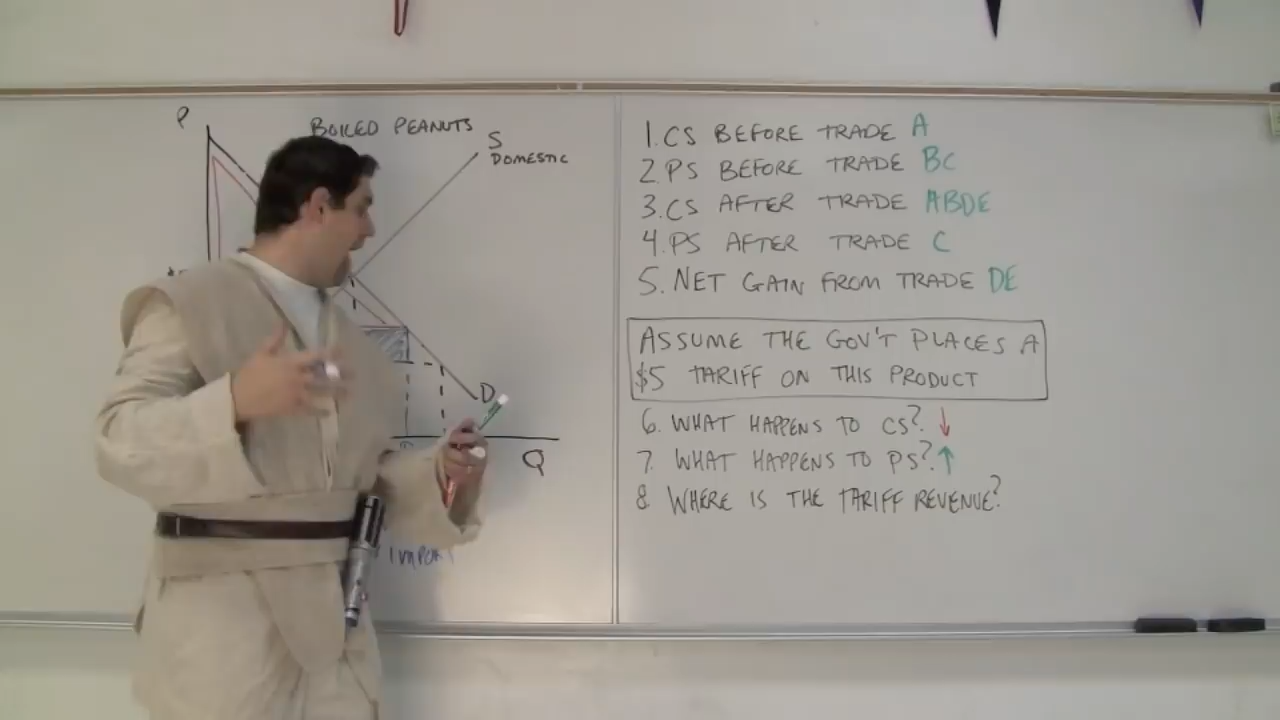 P
BOILED PEANUTS
S
DOMESTIC
D
Q
IMPORT
1. CS BEFORE TRADE A
2. PS BEFORE TRADE BC
3. CS AFTER TRADE ABDE
4. PS AFTER TRADE C
5. NET GAIN FROM TRADE DE
ASSUME THE GOV'T PLACES A
$5 TARIFF ON THIS PRODUCT
6. WHAT HAPPENS TO CS? ↓
7. WHAT HAPPENS TO PS? ↑
8. WHERE IS THE TARIFF REVENUE?